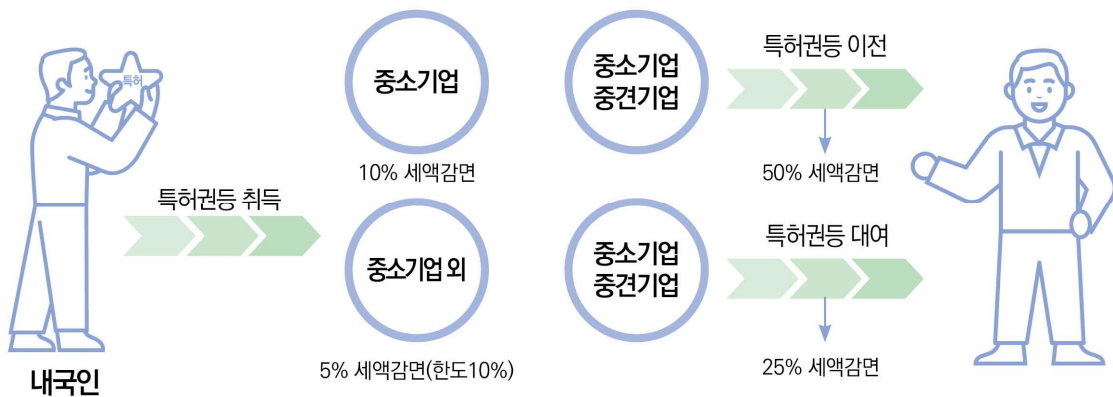 특허
내국인
특허권등 취득
중소기업
10% 세액감면
중소기업 외
5% 세액감면(한도10%)
중소기업
중견기업
특허권등 이전
50% 세액감면
중소기업
중견기업
특허권등 대여
25% 세액감면